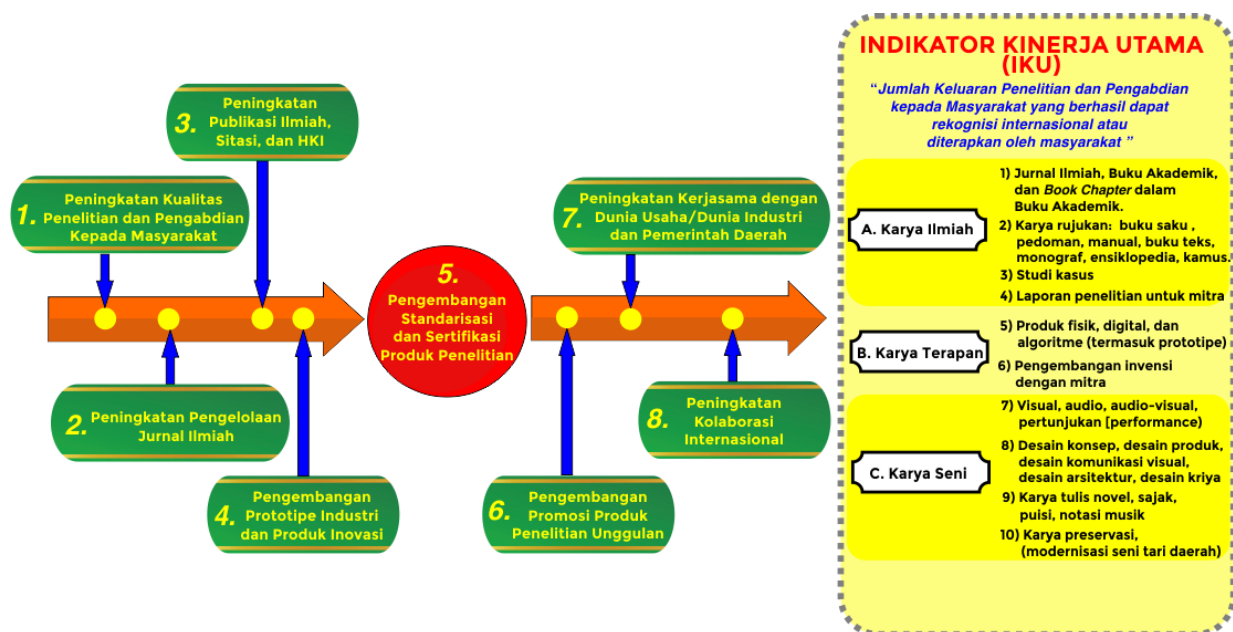 1.
Peningkatan Kualitas
Penelitian dan Pengabdian
Kepada Masyarakat
2.
Peningkatan Pengelolaan
Jurnal Ilmiah
3.
Peningkatan
Publikasi Ilmiah,
Sitasi, dan HKI
4.
Pengembangan
Prototipe Industri
dan Produk Inovasi
5.
Pengembangan
Standarisasi
dan Sertifikasi
Produk Penelitian
6.
Pengembangan
Promosi Produk
Penelitian Unggulan
7.
Peningkatan Kerjasama dengan
Dunia Usaha/Dunia Industri
dan Pemerintah Daerah
8.
Peningkatan
Kolaborasi
Internasional
INDIKATOR KINERJA UTAMA
(IKU)
“Jumlah Keluaran Penelitian dan Pengabdian
kepada Masyarakat yang berhasil dapat
rekognisi internasional atau
diterapkan oleh masyarakat ”
A. Karya Ilmiah
1) Jurnal Ilmiah, Buku Akademik,
dan Book Chapter dalam
Buku Akademik.
2) Karya rujukan: buku saku ,
pedoman, manual, buku teks,
monograf, ensiklopedia, kamus.
3) Studi kasus
4) Laporan penelitian untuk mitra
B. Karya Terapan
5) Produk fisik, digital, dan
algoritme (termasuk prototipe)
6) Pengembangan invensi
dengan mitra
C. Karya Seni
7) Visual, audio, audio-visual,
pertunjukan [performance)
8) Desain konsep, desain produk,
desain komunikasi visual,
desain arsitektur, desain kriya
9) Karya tulis novel, sajak,
puisi, notasi musik
10) Karya preservasi,
(modernisasi seni tari daerah)